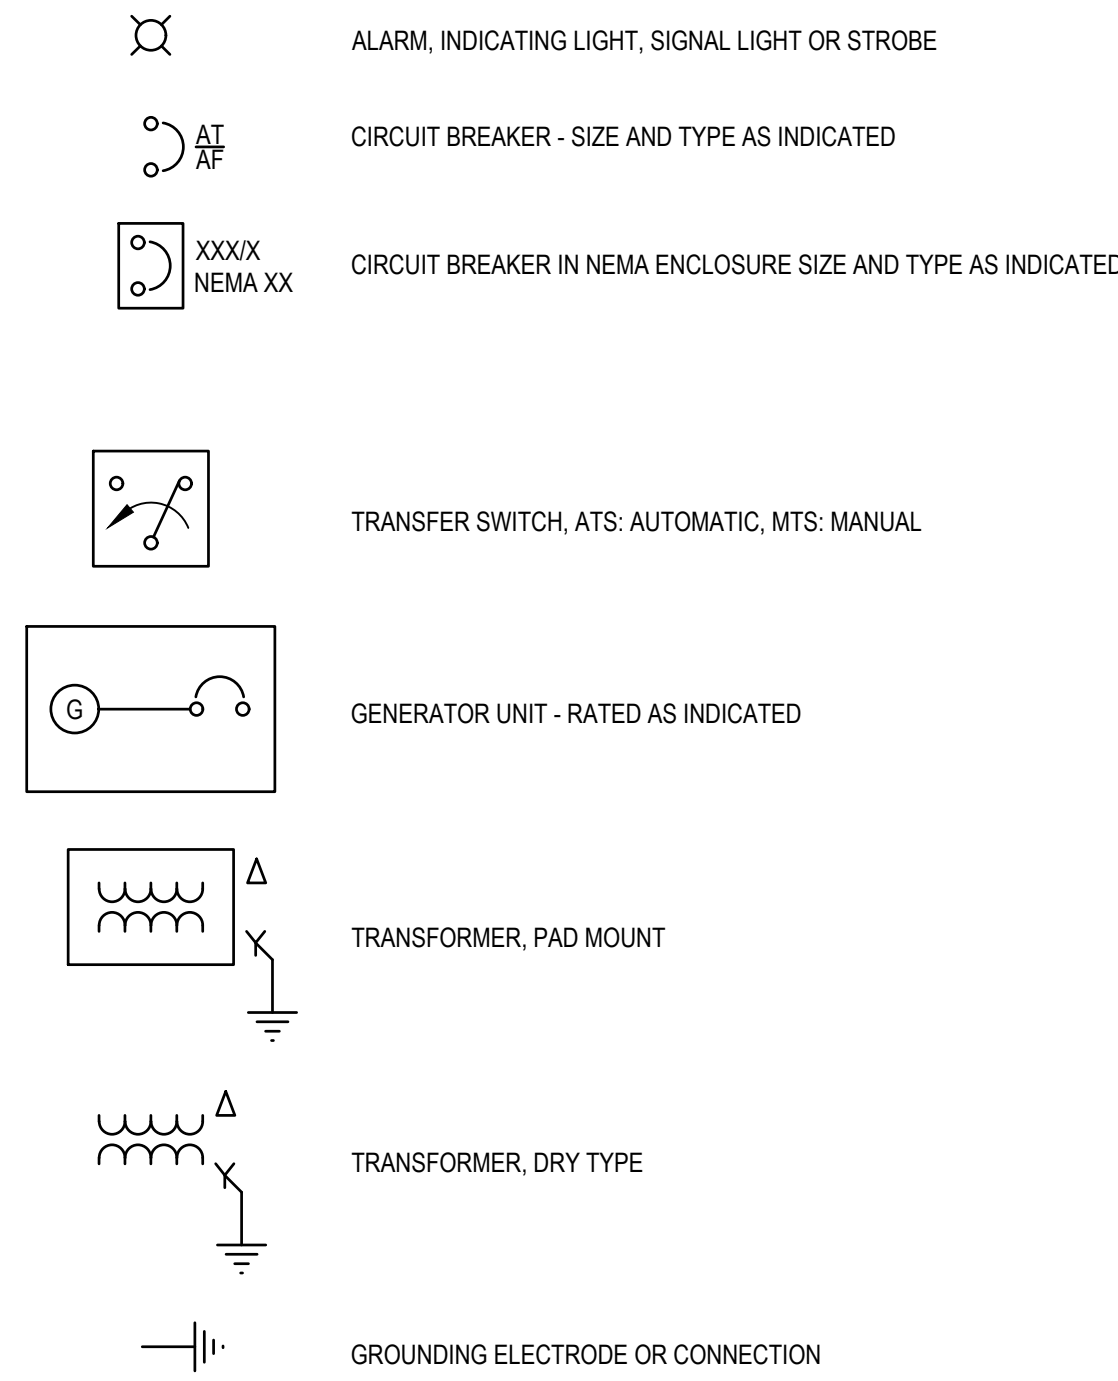 ALARM, INDICATING LIGHT, SIGNAL LIGHT OR STROBE
AT
AF
CIRCUIT BREAKER - SIZE AND TYPE AS INDICATED
XXX/X
NEMA XX
CIRCUIT BREAKER IN NEMA ENCLOSURE SIZE AND TYPE AS INDICATED
TRANSFER SWITCH, ATS: AUTOMATIC, MTS: MANUAL
G
GENERATOR UNIT - RATED AS INDICATED
TRANSFORMER, PAD MOUNT
TRANSFORMER, DRY TYPE
GROUNDING ELECTRODE OR CONNECTION